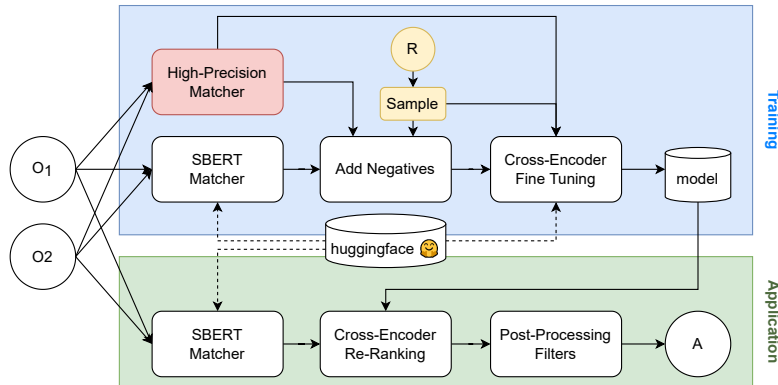 R
High-Precision
Matcher
Sample
Training
O1
SBERT
Matcher
Add Negatives
Cross-Encoder
Fine Tuning
model
O2
huggingface 🤗
SBERT
Matcher
Cross-Encoder
Re-Ranking
Post-Processing
Filters
A
Application